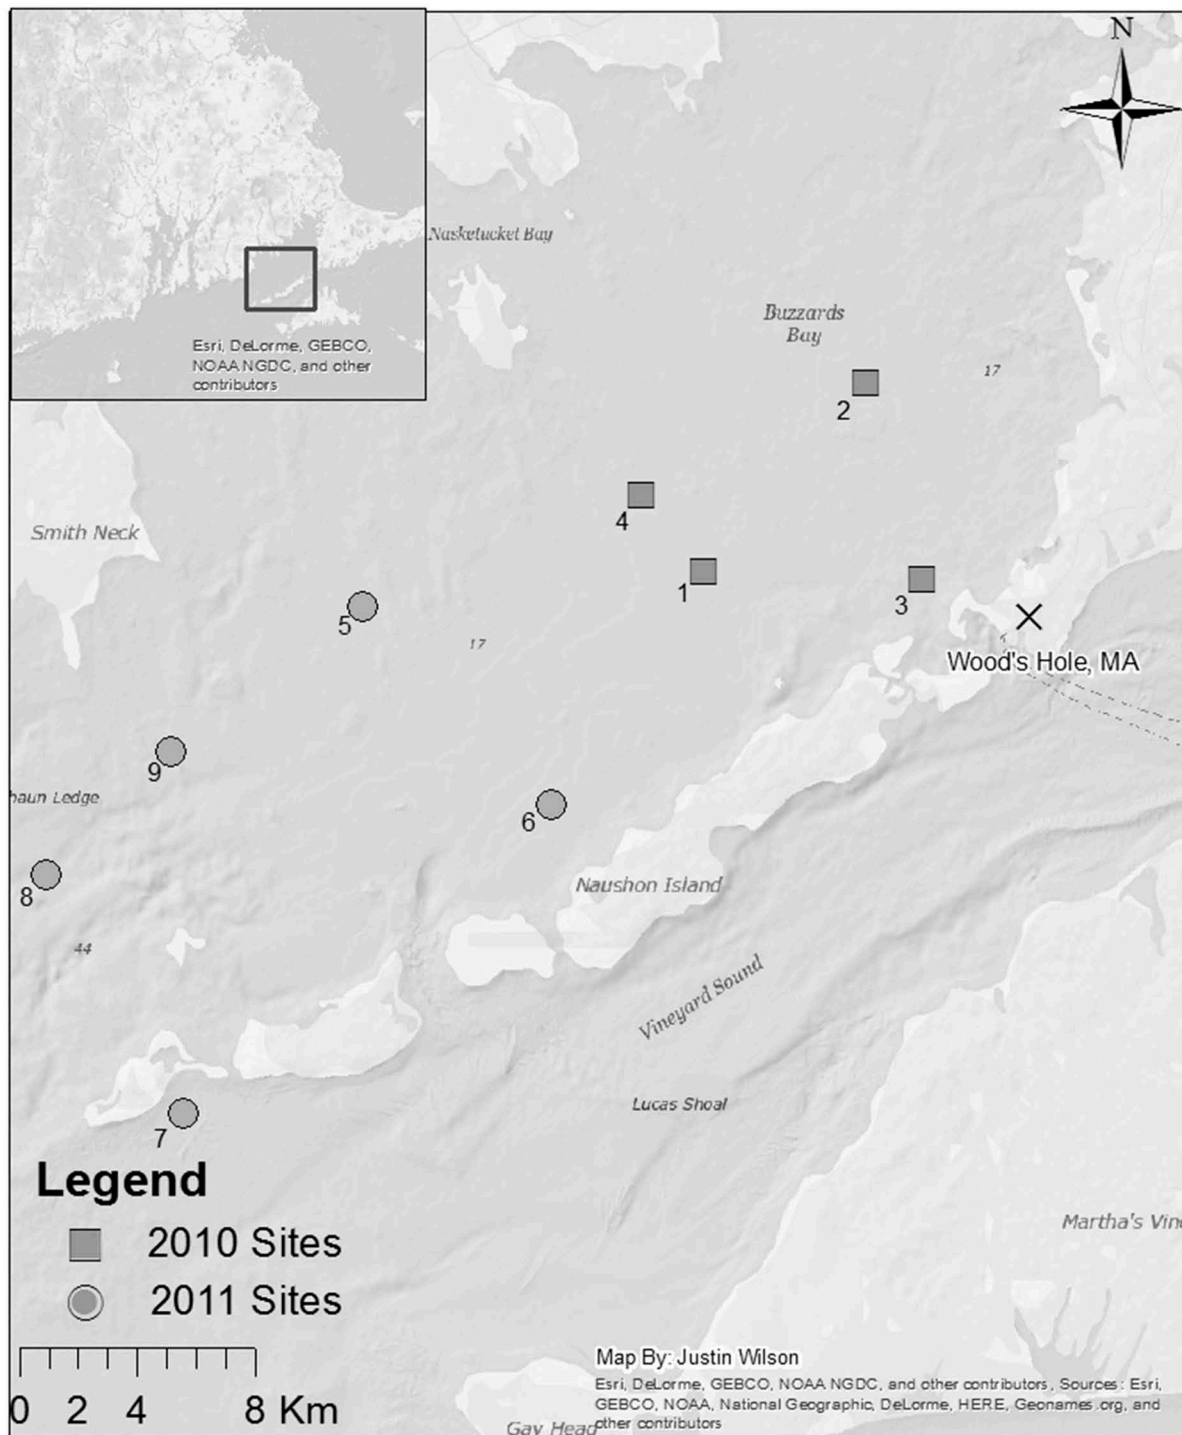 N
Nasketucket Bay
Esri, DeLorme, GEBCO,
NOAA NGDC, and other
contributors
Buzzards
Bay
17
2
4
Smith Neck
1
3
5
17
Wood's Hole, MA
9
haun Ledge
6
8
Naushon Island
44
Vineyard Sound
Lucas Shoal
7
Legend
2010 Sites
2011 Sites
Martha's Vine
0 2 4 8 Km
Map By: Justin Wilson
Esri, DeLorme, GEBCO, NOAA NGDC, and other contributors, Sources: Esri,
GEBCO, NOAA, National Geographic, DeLorme, HERE, Geonames.org, and
other contributors
Gay Head